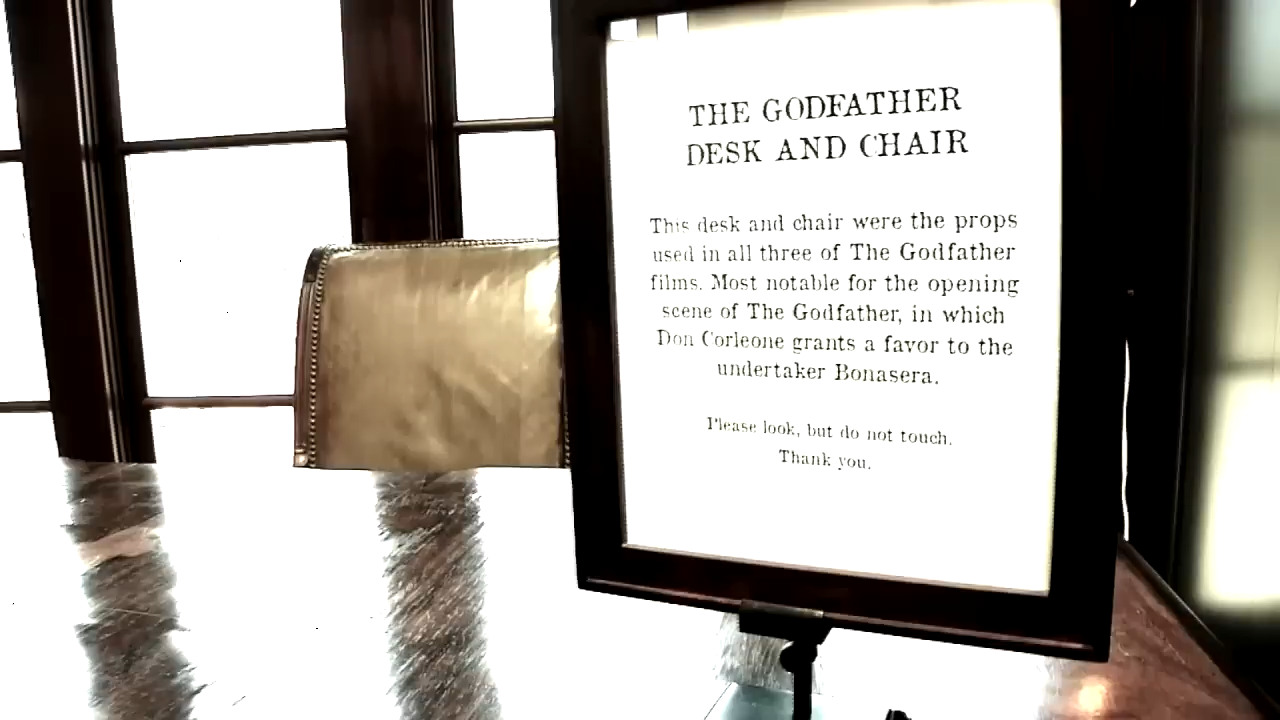 THE GODFATHER
DESK AND CHAIR
This desk and chair were the props
used in all three of The Godfather
films. Most notable for the opening
scene of The Godfather, in which
Don Corleone grants a favor to the
undertaker Bonasera.
Please look, but do not touch.
Thank you.